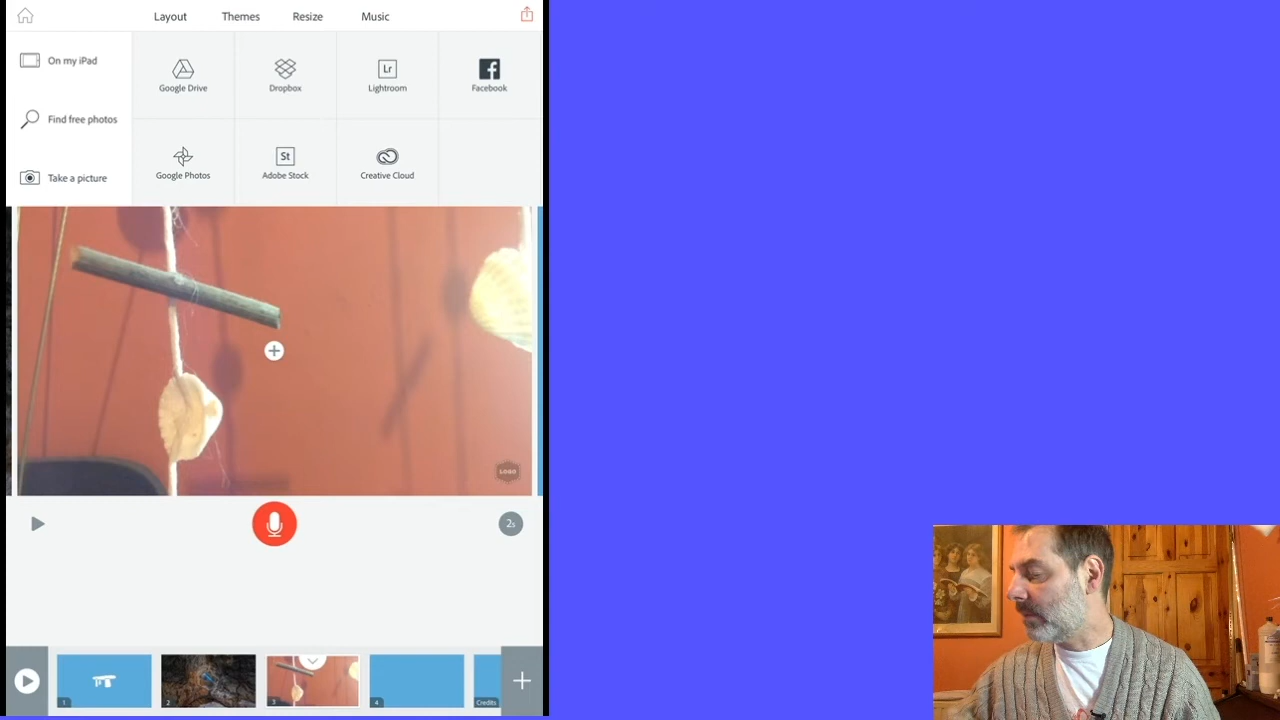 Layout Themes Resize Music
On my iPad
Find free photos
Take a picture
Google Drive Dropbox Lr Lightroom Facebook
Google Photos St Adobe Stock Creative Cloud
LOGO
2s
1 2 3 4 Credits